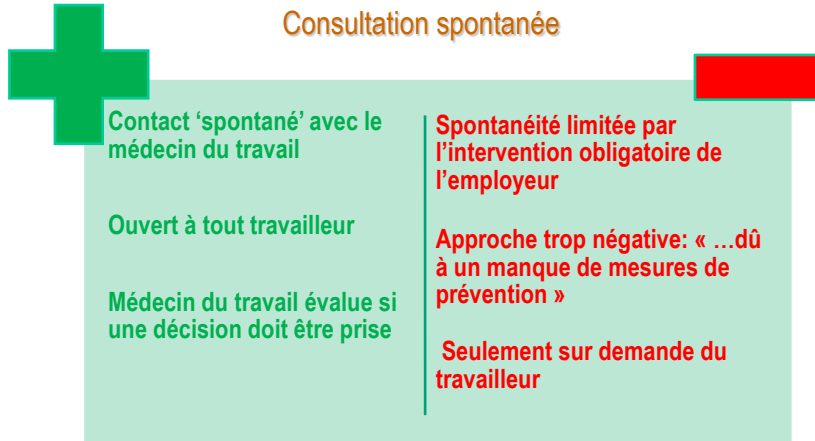 Consultation spontanée
Contact ‘spontané’ avec le
médecin du travail
Ouvert à tout travailleur
Médecin du travail évalue si
une décision doit être prise
Spontanéité limitée par
l’intervention obligatoire de
l’employeur
Approche trop négative: « …dû
à un manque de mesures de
prévention »
Seulement sur demande du
travailleur